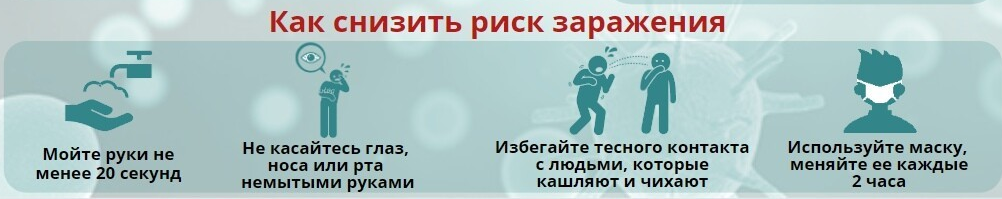 Как снизить риск заражения
Мойте руки не
менее 20 секунд
Не касайтесь глаз,
носа или рта
немытыми руками
Избегайте тесного контакта
с людьми, которые
кашляют и чихают
Используйте маску,
меняйте ее каждые
2 часа